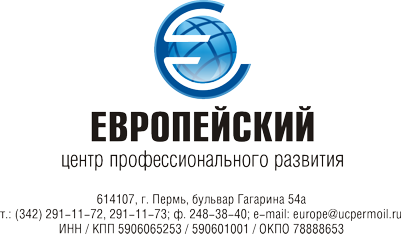 ЕВРОПЕЙСКИЙ
центр профессионального развития
614107, г. Пермь, бульвар Гагарина 54а
т.: (342) 291-11-72, 291-11-73; ф. 248-38-40; e-mail: europe@ucpermoil.ru
ИНН / КПП 5906065253 / 590601001 / ОКПО 78888653